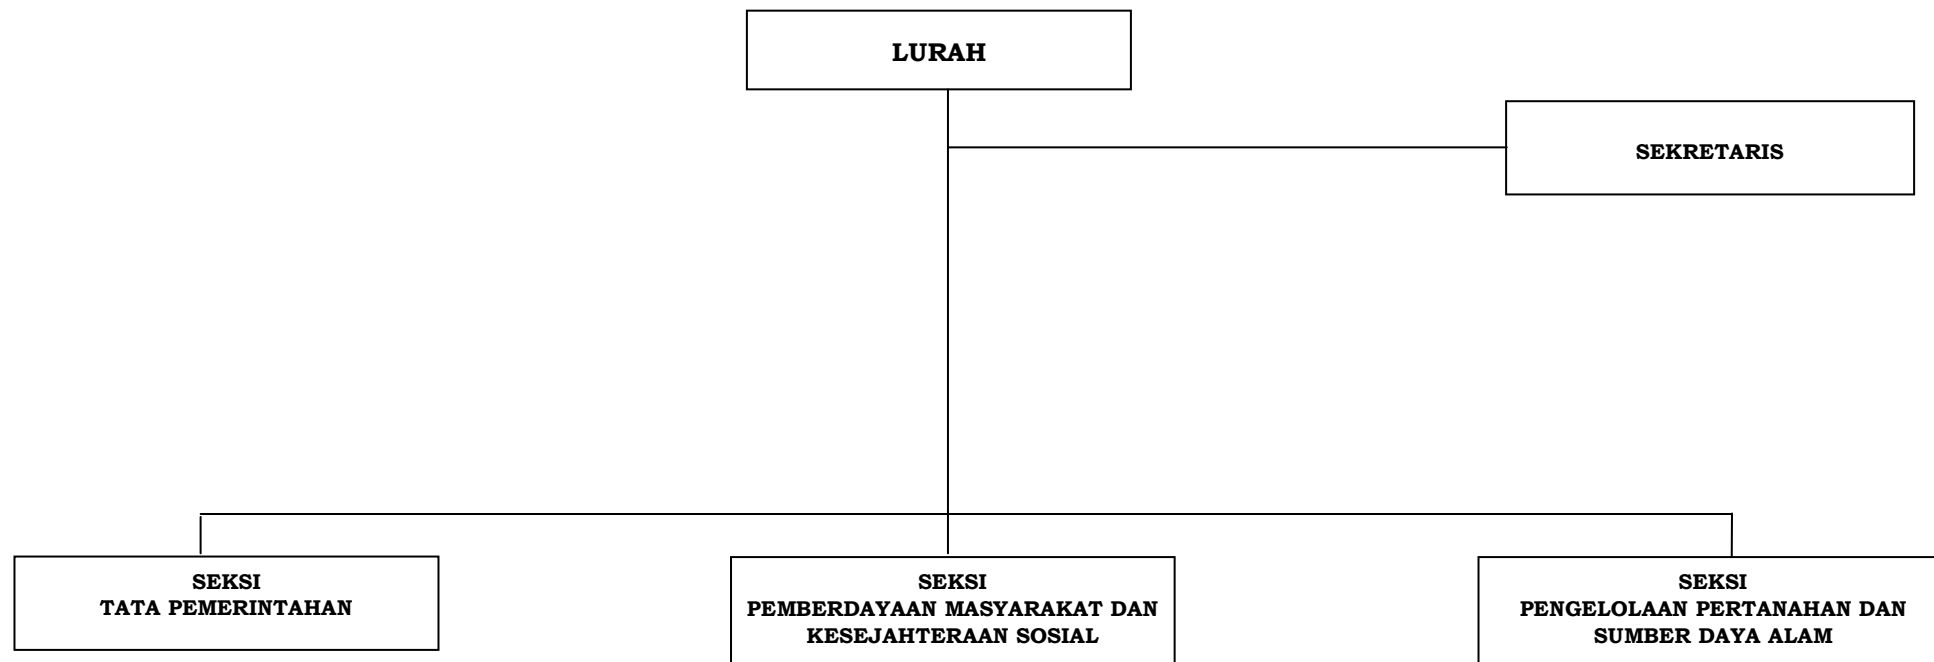 LURAH
SEKRETARIS
SEKSI
TATA PEMERINTAHAN
SEKSI
PEMBERDAYAAN MASYARAKAT DAN
KESEJAHTERAAN SOSIAL
SEKSI
PENGELOLAAN PERTANAHAN DAN
SUMBER DAYA ALAM